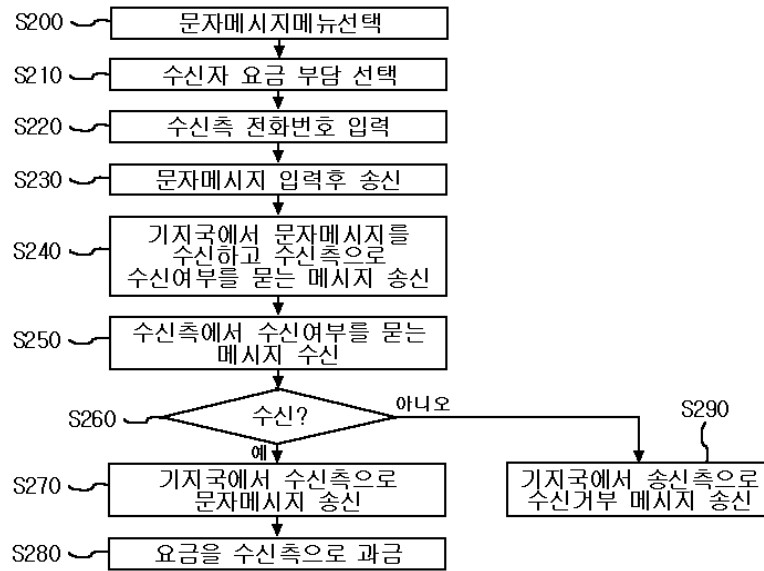 S200 문자메시지메뉴선택
S210 수신자 요금 부담 선택
S220 수신측 전화번호 입력
S230 문자메시지 입력후 송신
S240 기지국에서 문자메시지를
수신하고 수신측으로
수신여부를 묻는 메시지 송신
S250 수신측에서 수신여부를 묻는
메시지 수신
S260 수신?
아니오
예
S270 기지국에서 수신측으로
문자메시지 송신
S290
기지국에서 송신측으로
수신거부 메시지 송신
S280 요금을 수신측으로 과금